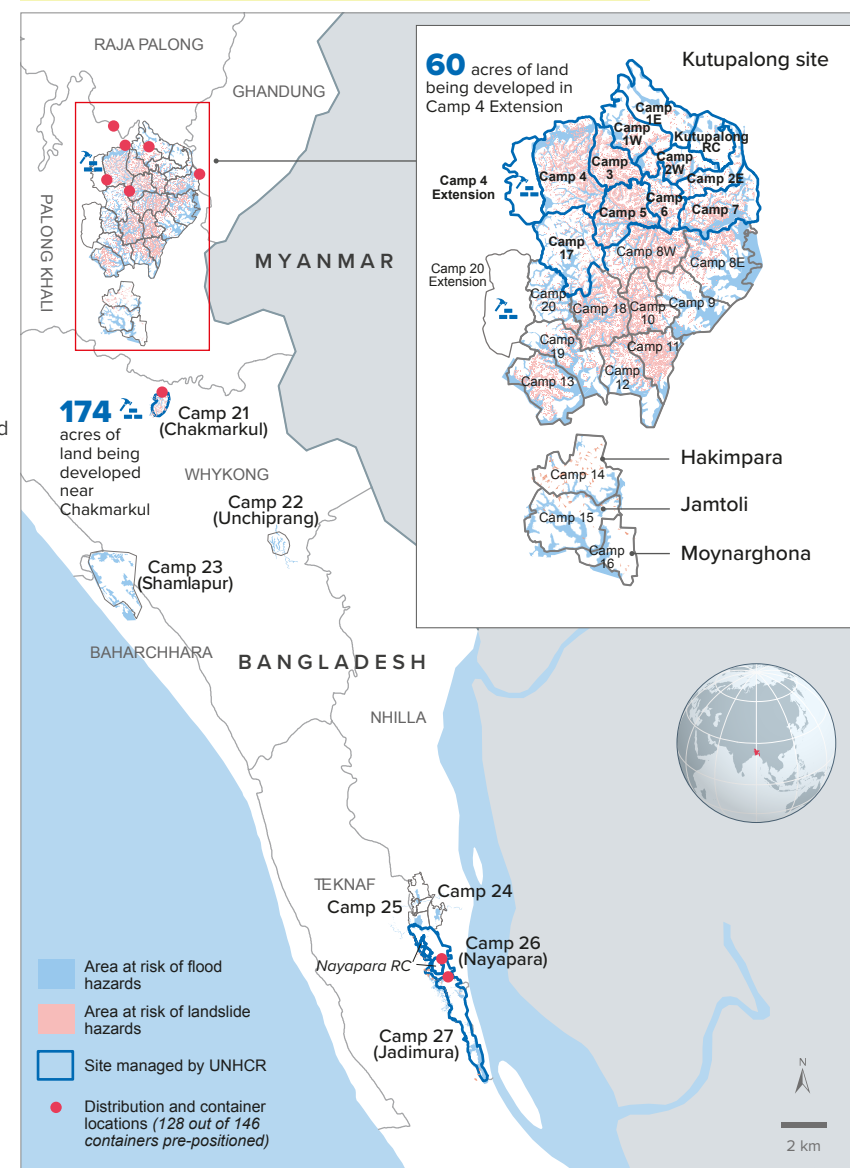 RAJA PALONG
GHANDUNG
PALONG KHALI
MYANMAR
60 acres of land
being developed in
Camp 4 Extension
Kutupalong site
Camp
1E
Camp
1W
Kutupalong
RC
Camp
2W
Camp 2E
Camp
3
Camp 4
Camp 4
Extension
Camp 5
Camp
6
Camp 7
Camp
17
Camp 8W
Camp 8E
Camp 20
Extension
Camp
20
Camp 18
Camp
10
Camp 9
Camp
19
Camp 11
Camp 13
Camp
12
Camp 14
Hakimpara
Camp 15
Jamtoli
Camp
16
Moynarghona
174
acres of
land being
developed
near
Chakmarkul
Camp 21
(Chakmarkul)
WHYKONG
Camp 22
(Unchiprang)
Camp 23
(Shamlapur)
BAHARCHHARA
BANGLADESH
NHILLA
TEKNAF
Camp 24
Camp 25
Camp 26
(Nayapara)
Nayapara RC
Camp 27
(Jadimura)
Area at risk of flood
hazards
Area at risk of landslide
hazards
Site managed by UNHCR
Distribution and container
locations (128 out of 146
containers pre-positioned)
N
2 km